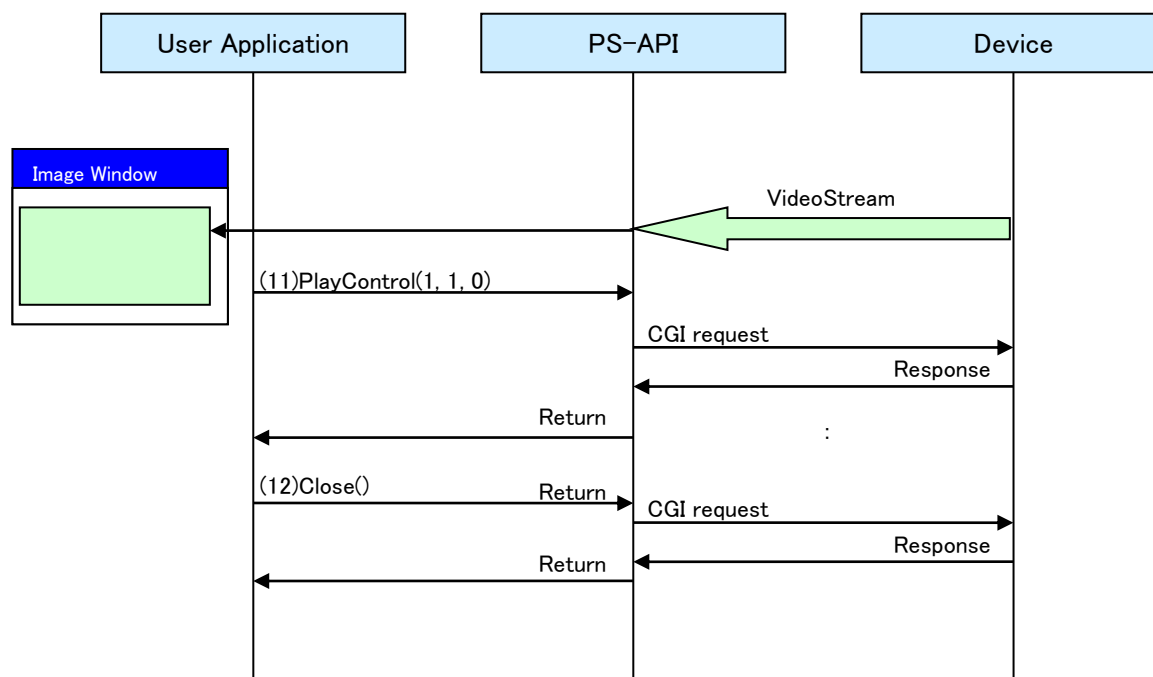 User Application
PS-API
Device
Image Window
VideoStream
(11)PlayControl(1, 1, 0)
CGI request
Response
Return
:
(12)Close()
Return
CGI request
Response
Return